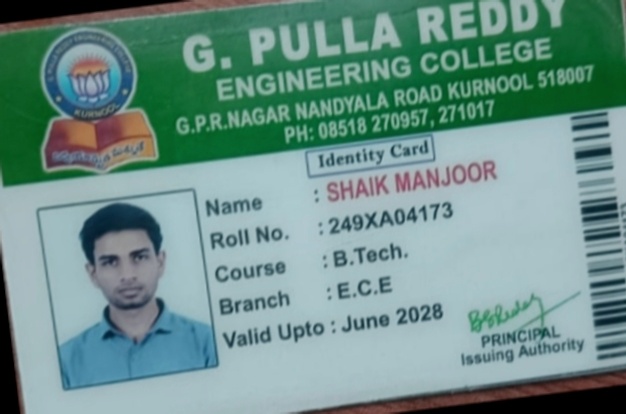 G. PULLA REDDY
ENGINEERING COLLEGE
G.P.R.NAGAR NANDYALA ROAD KURNOOL 518007
PH: 08518 270957, 271017
KURNOOL
Identity Card
Name : SHAIK MANJOOR
Roll No. : 249XA04173
Course : B.Tech.
Branch : E.C.E
Valid Upto : June 2028
PRINCIPAL
Issuing Authority